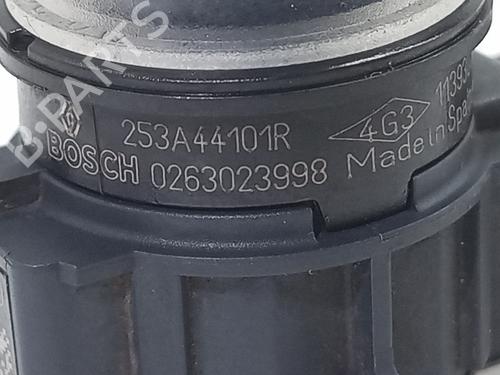 B-PARTS
253A44101R
BOSCH 0263023998
4G3
Made in Spain